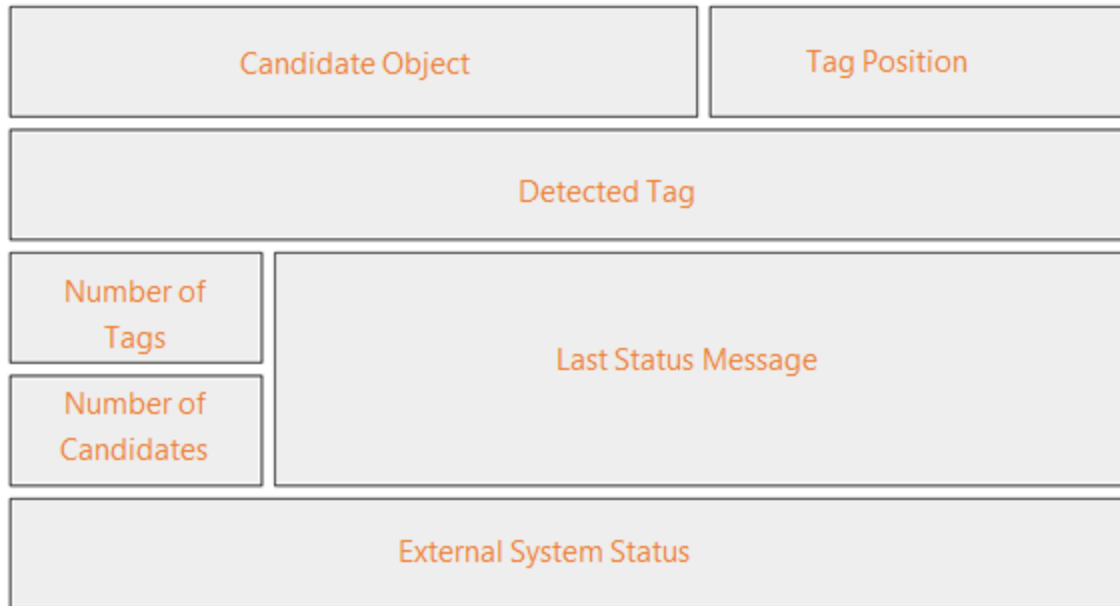 Candidate Object
Tag Position
Detected Tag
Number of
Tags
Last Status Message
Number of
Candidates
External System Status